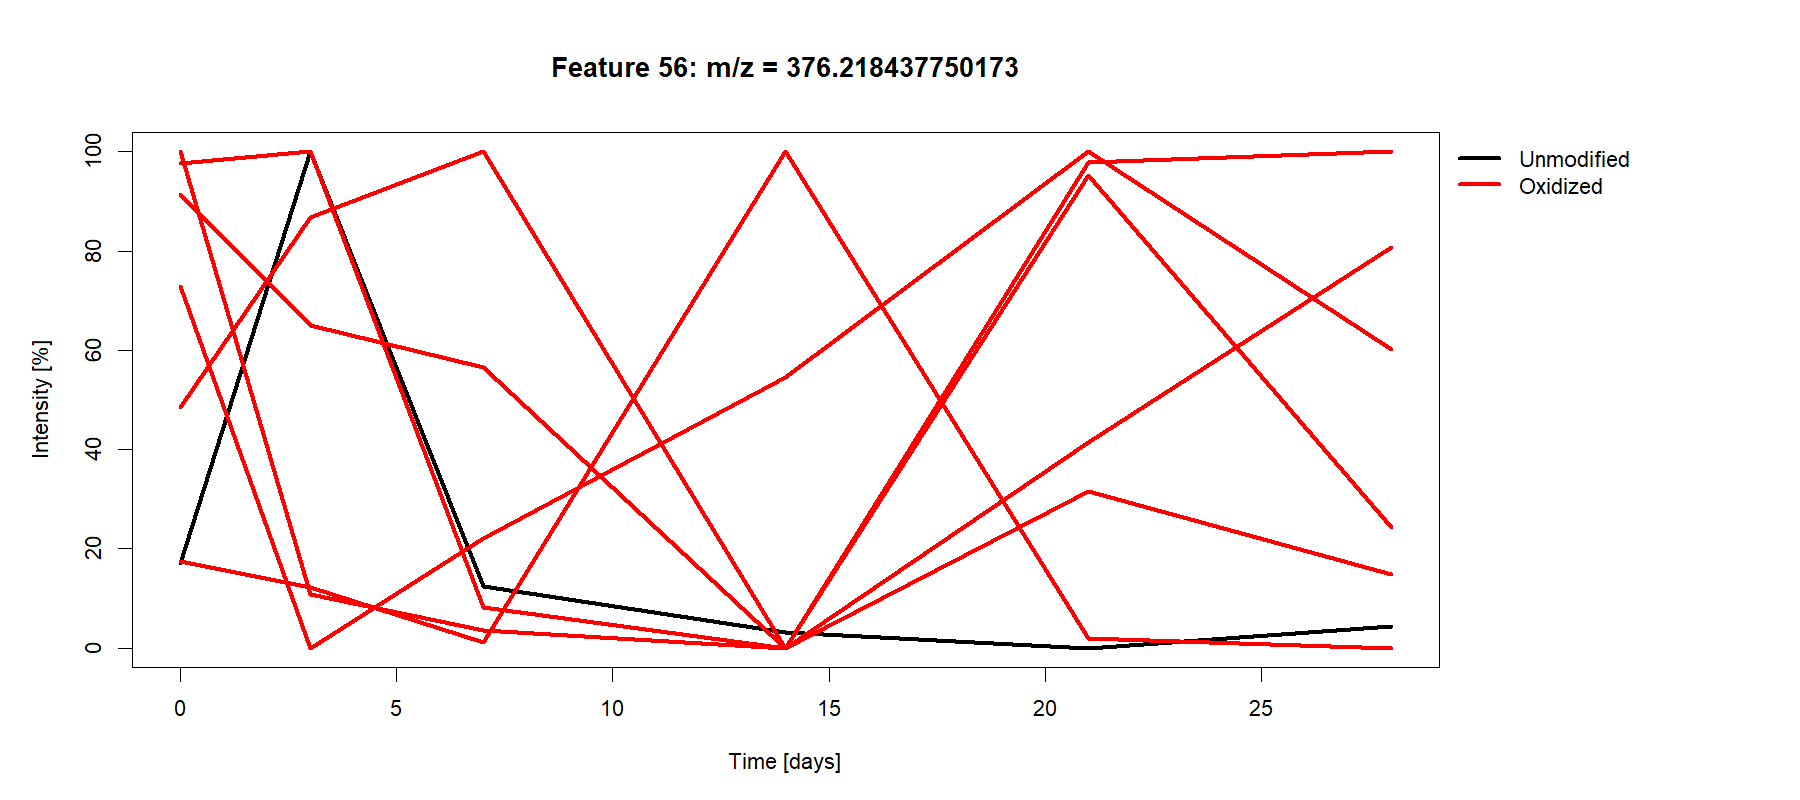 Feature 56: m/z = 376.218437750173
Intensity [%]
100
80
60
40
20
0
0 5 10 15 20 25
Time [days]
Unmodified
Oxidized